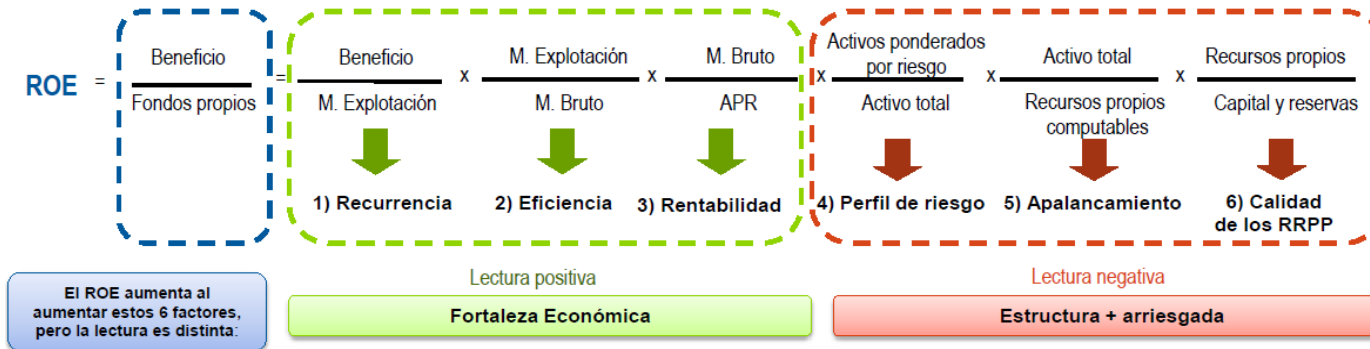 ROE = Beneficio / Fondos propios = Beneficio / M. Explotación x M. Explotación / M. Bruto x M. Bruto / APR x Activos ponderados por riesgo / Activo total x Activo total / Recursos propios computables x Recursos propios / Capital y reservas
1) Recurrencia
2) Eficiencia
3) Rentabilidad
4) Perfil de riesgo
5) Apalancamiento
6) Calidad
de los RRPP
El ROE aumenta al
aumentar estos 6 factores,
pero la lectura es distinta:
Lectura positiva
Fortaleza Económica
Lectura negativa
Estructura + arriesgada